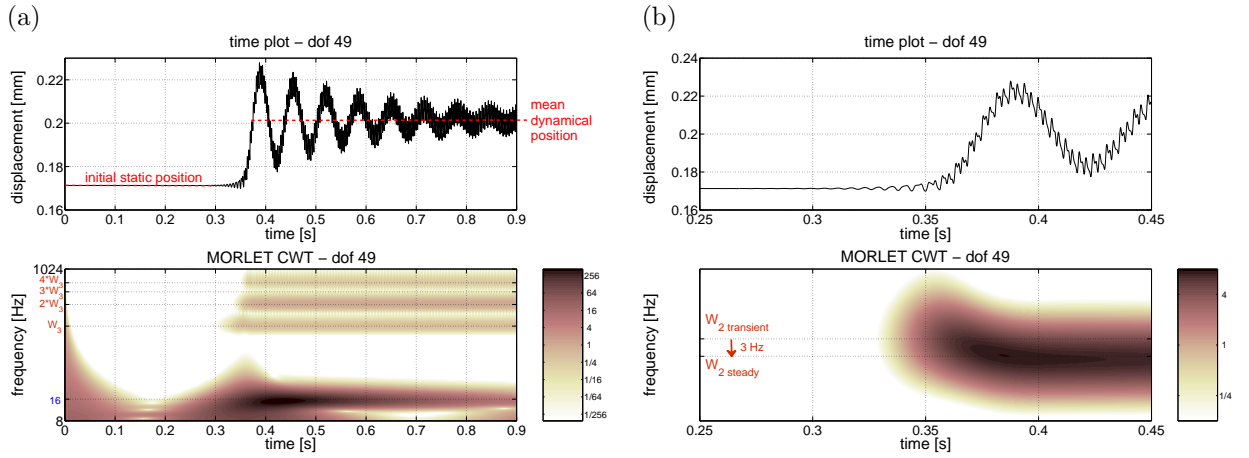 (a)
time plot – dof 49
displacement [mm]
0.22
0.2
0.18
0.16
initial static position
mean
dynamical
position
0 0.1 0.2 0.3 0.4 0.5 0.6 0.7 0.8 0.9
time [s]
MORLET CWT – dof 49
frequency [Hz]
1024
4*W3
3*W3
2*W3
W3
16
8
0 0.1 0.2 0.3 0.4 0.5 0.6 0.7 0.8 0.9
time [s]
256
64
16
4
1
1/4
1/16
1/64
1/256
(b)
time plot – dof 49
displacement [mm]
0.24
0.22
0.2
0.18
0.16
0.25 0.3 0.35 0.4 0.45
time [s]
MORLET CWT – dof 49
frequency [Hz]
W2 transient
3 Hz
W2 steady
0.25 0.3 0.35 0.4 0.45
time [s]
4
1
1/4